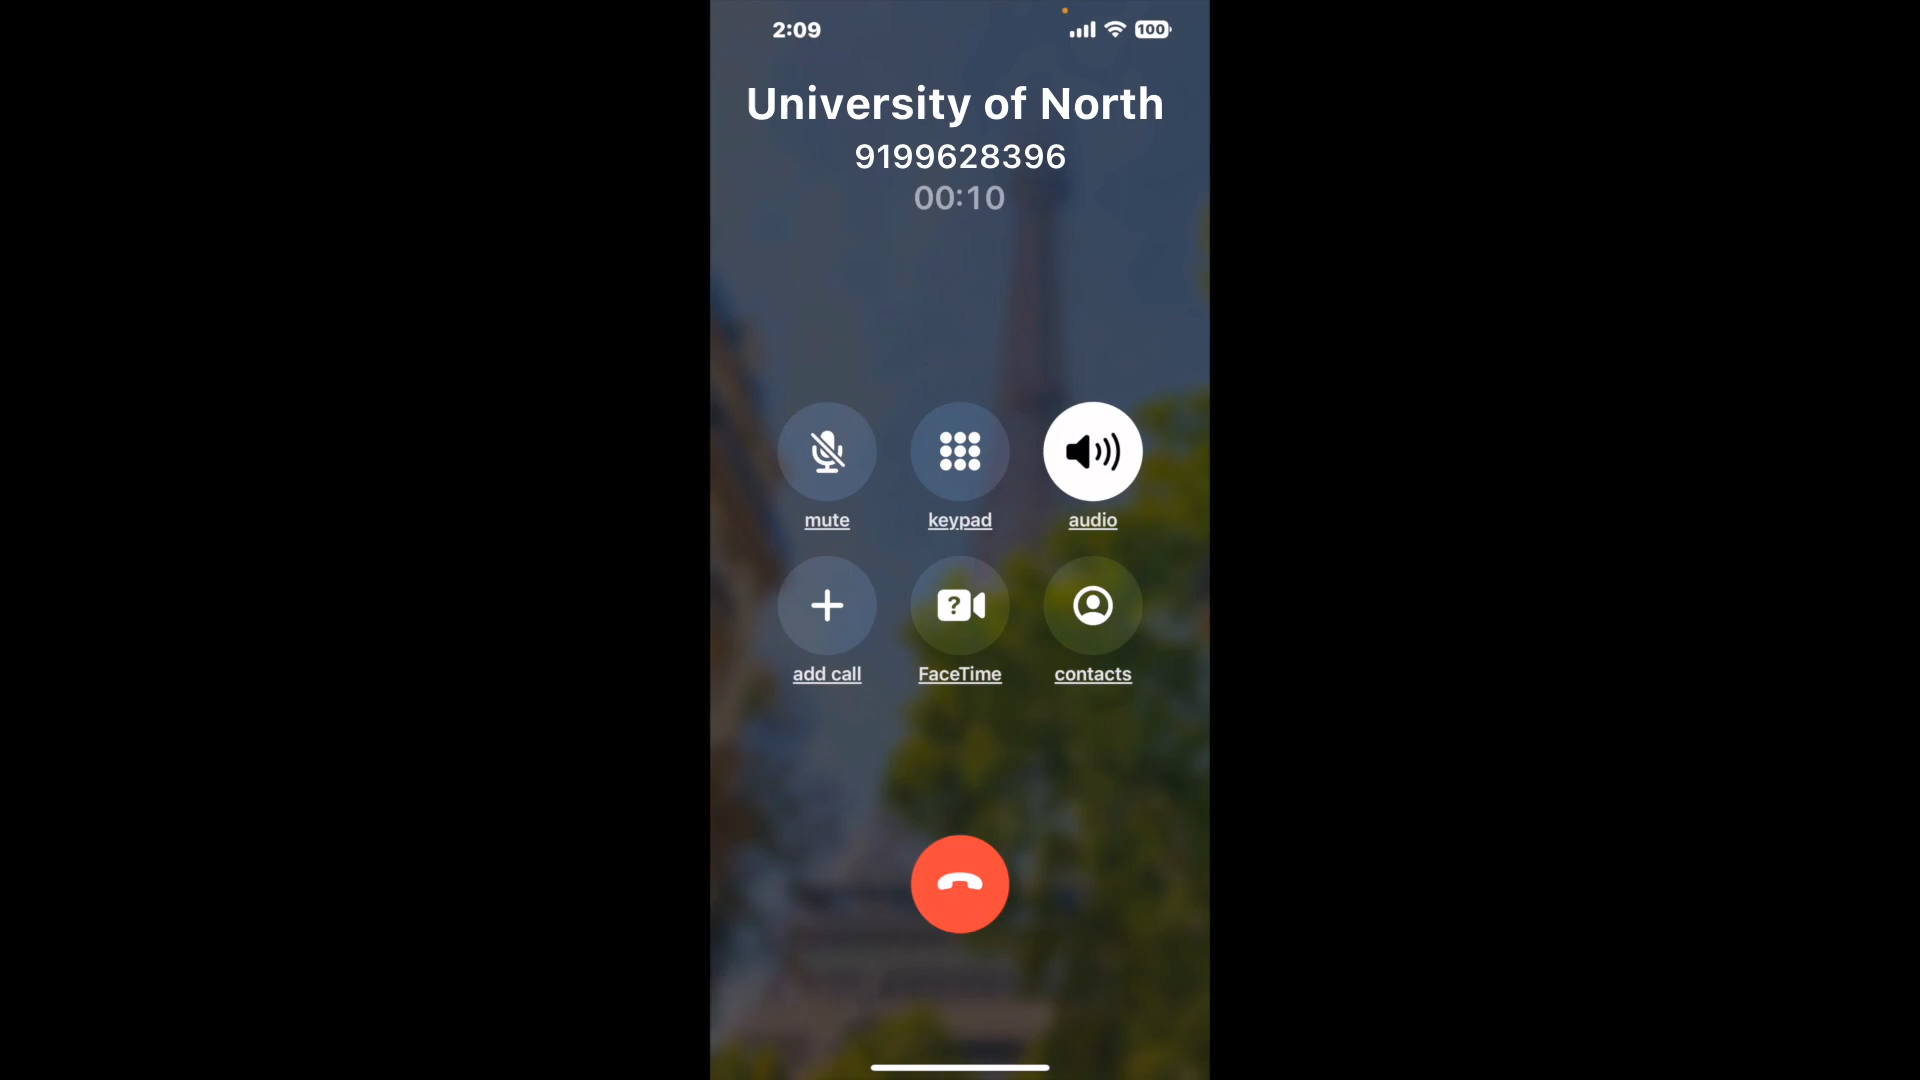 2:09
100
University of North
9199628396
00:10
mute
keypad
audio
?
add call
FaceTime
contacts